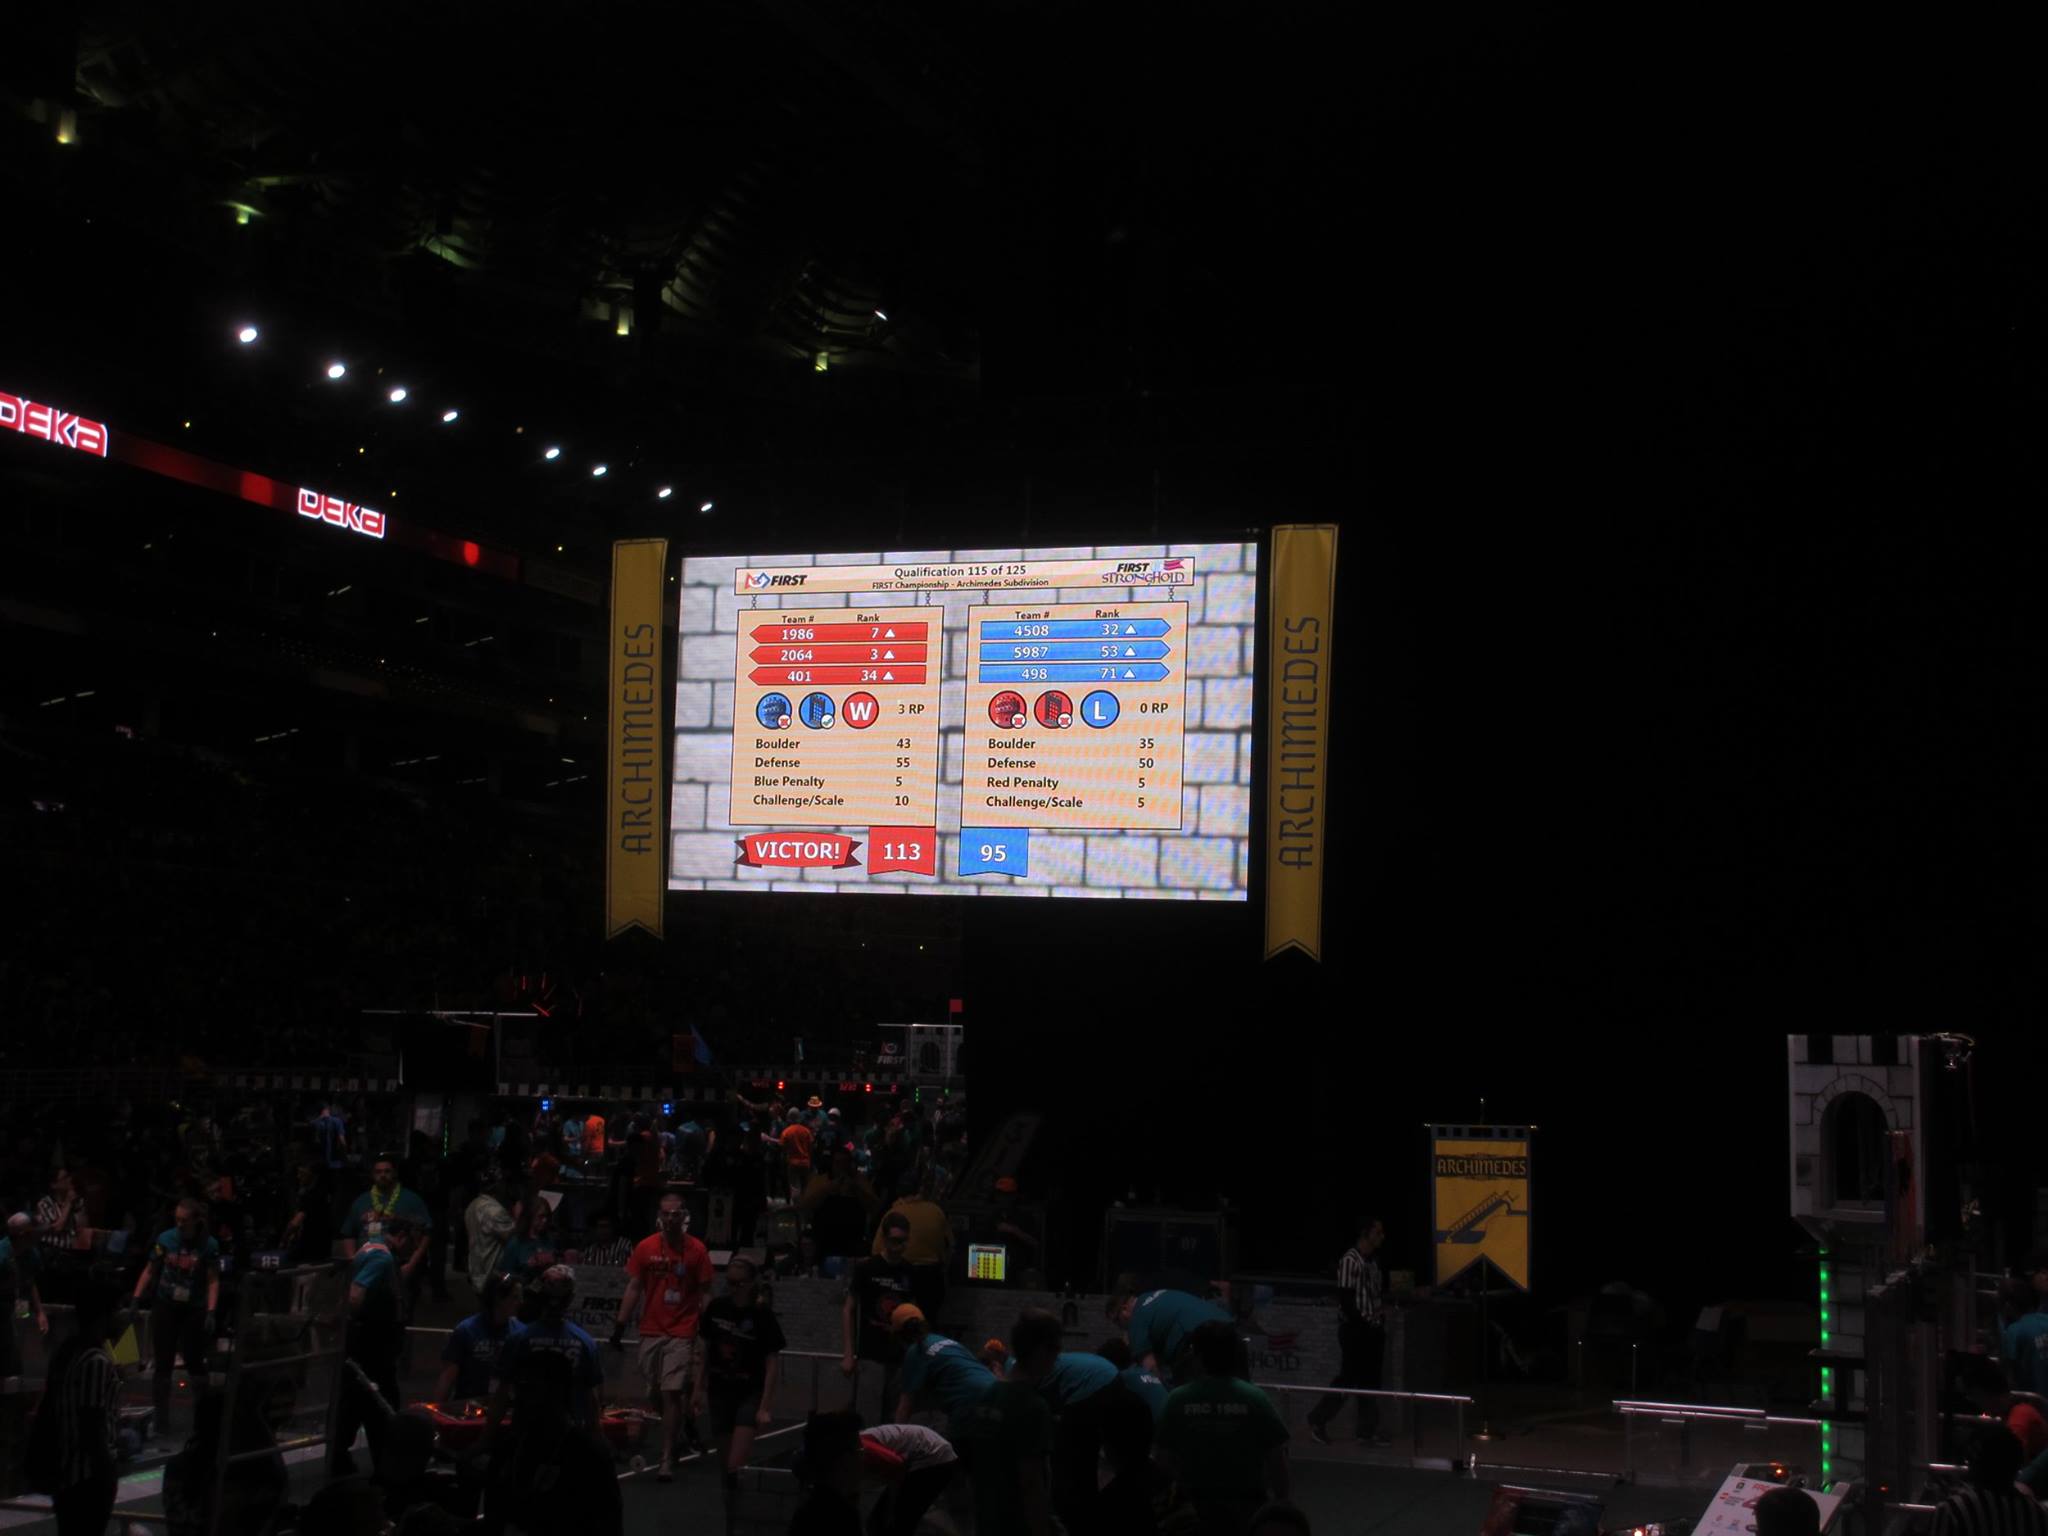 DEKA
DEKA
ARCHIMEDES
FIRST
Qualification 115 of 125
FIRST Championship - Archimedes Subdivision
FIRST
STRONGHOLD
Team # Rank
1986 7
2064 3
401 34
W 3 RP
Boulder 43
Defense 55
Blue Penalty 5
Challenge/Scale 10
VICTOR! 113
Team # Rank
4508 32
5987 53
498 71
L 0 RP
Boulder 35
Defense 50
Red Penalty 5
Challenge/Scale 5
95
ARCHIMEDES
FIRST
ARCHIMEDES
FIRST
FRC 1986